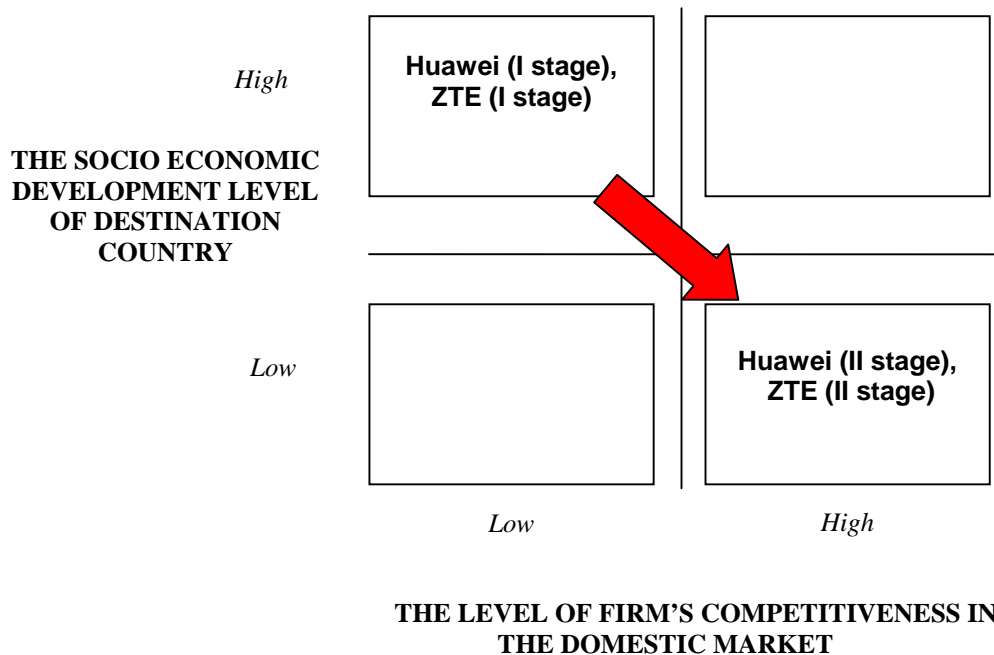 High
Huawei (I stage),
ZTE (I stage)
THE SOCIO ECONOMIC
DEVELOPMENT LEVEL
OF DESTINATION
COUNTRY
Low
Huawei (II stage),
ZTE (II stage)
Low
High
THE LEVEL OF FIRM'S COMPETITIVENESS IN
THE DOMESTIC MARKET